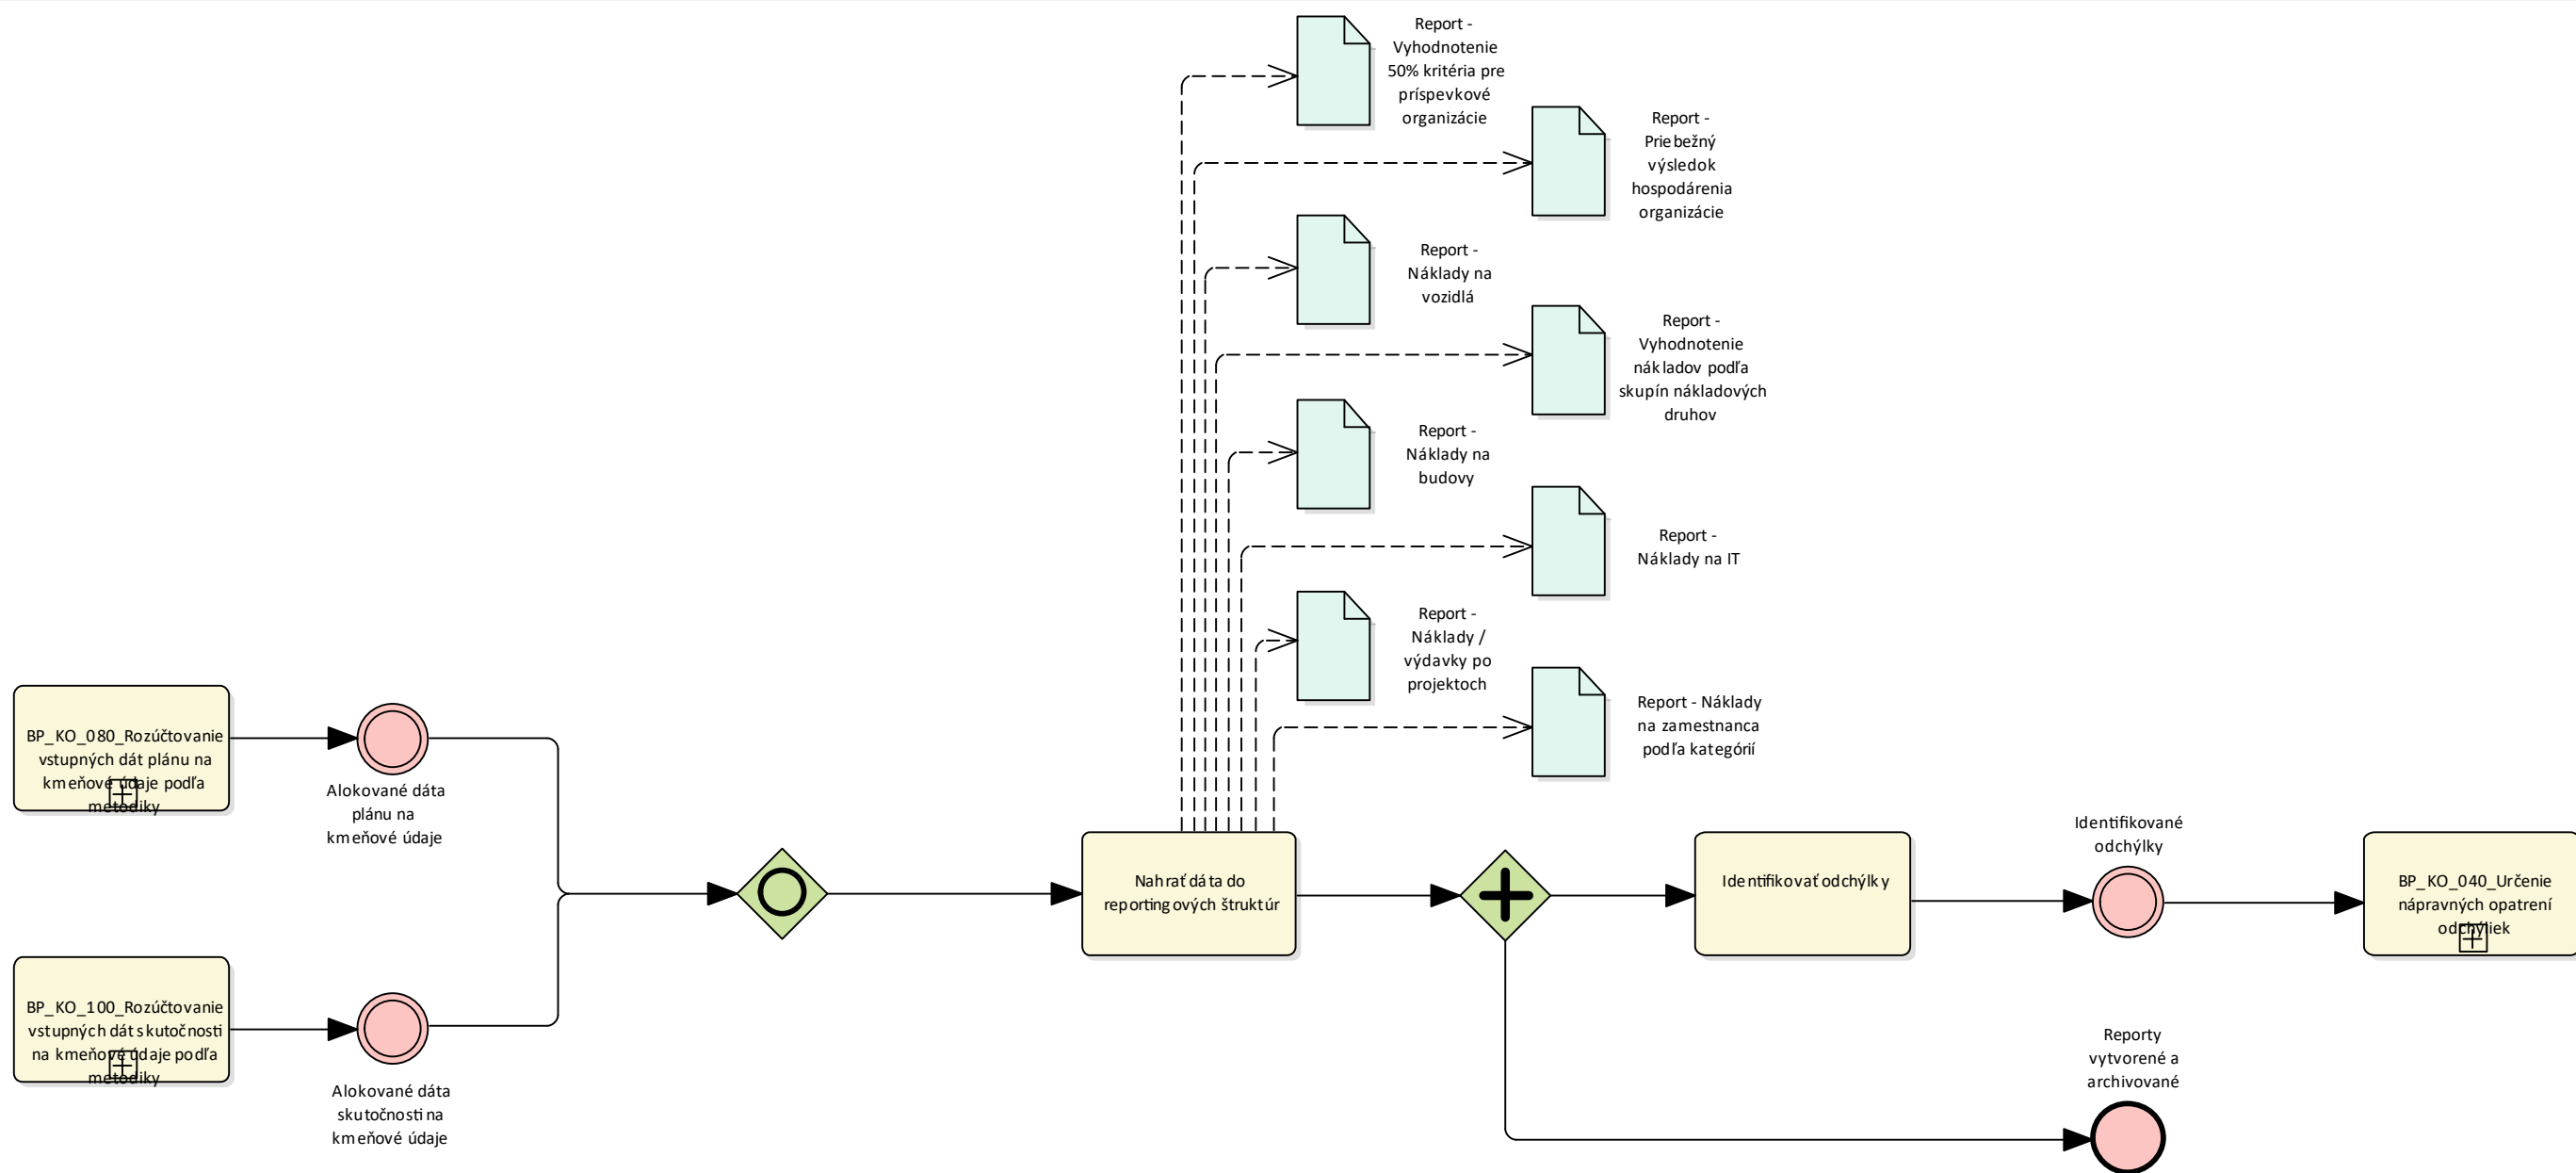 Report -
Vyhodnotenie
50% kritéria pre
príspevkové
organizácie
Report -
Priebežný
výsledok
hospodárenia
organizácie
Report -
Náklady na
vozidlá
Report -
Vyhodnotenie
nákladov podľa
skupín nákladových
druhov
Report -
Náklady na
budovy
Report -
Náklady na IT
Report -
Náklady /
výdavky po
projektoch
Report - Náklady
na zamestnanca
podľa kategórií
BP_KO_080_Rozúčtovanie
vstupných dát plánu na
kmeňové údaje podľa
metodiky
Alokované dáta
plánu na
kmeňové údaje
BP_KO_100_Rozúčtovanie
vstupných dát skutočnosti
na kmeňové údaje podľa
metodiky
Alokované dáta
skutočnosti na
kmeňové údaje
Nahrať dáta do
reportingových štruktúr
Identifikovať odchýlky
Identifikované
odchýlky
BP_KO_040_Určenie
nápravných opatrení
odchýliek
Reporty
vytvorené a
archivované